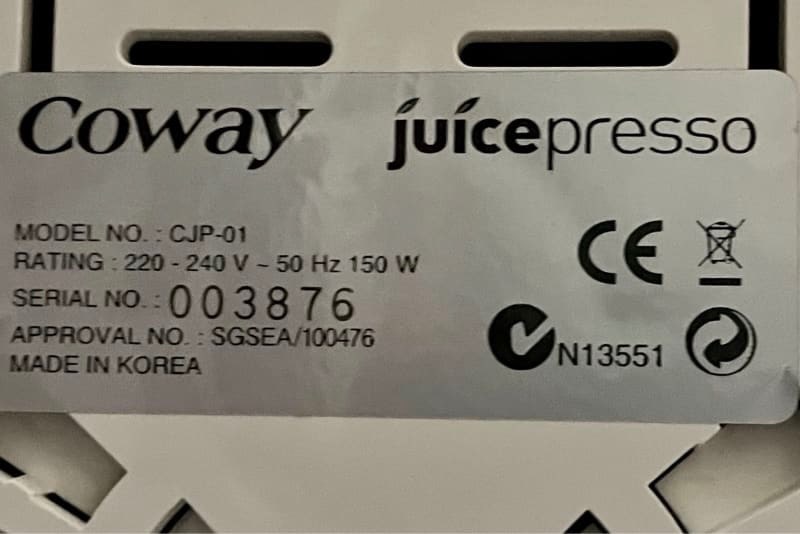 Coway juicepresso
MODEL NO. : CJP-01
RATING : 220 - 240 V ~ 50 Hz 150 W
SERIAL NO. : 003876
APPROVAL NO. : SGSEA/100476
MADE IN KOREA
CE
N13551